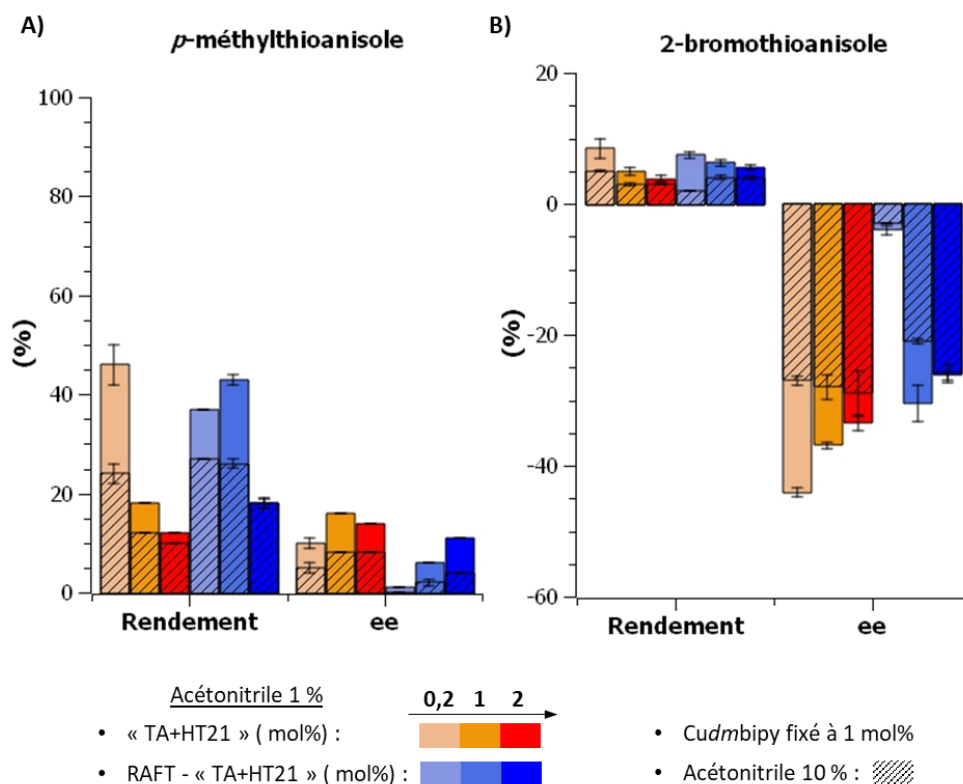 A)
p-méthylthioanisole
100
80
60
40
20
0
(%)
Rendement ee
B)
2-bromothioanisole
20
0
-20
-40
-60
(%)
Rendement ee
Acétonitrile 1 %
0,2 1 2
• « TA+HT21 » ( mol%) :
• RAFT - « TA+HT21 » ( mol%) :
• Cudmbipy fixé à 1 mol%
• Acétonitrile 10 % :